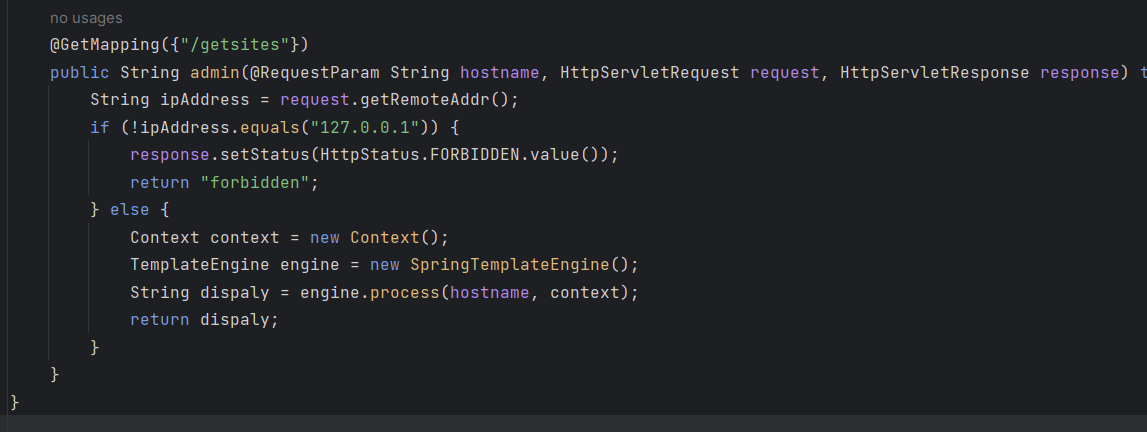 no usages
@GetMapping({"/getsites"})
public String admin(@RequestParam String hostname, HttpServletRequest request, HttpServletResponse response) t
String ipAddress = request.getRemoteAddr();
if (!ipAddress.equals("127.0.0.1")) {
response.setStatus(HttpStatus.FORBIDDEN.value());
return "forbidden";
} else {
Context context = new Context();
TemplateEngine engine = new SpringTemplateEngine();
String dispaly = engine.process(hostname, context);
return dispaly;
}
}
}